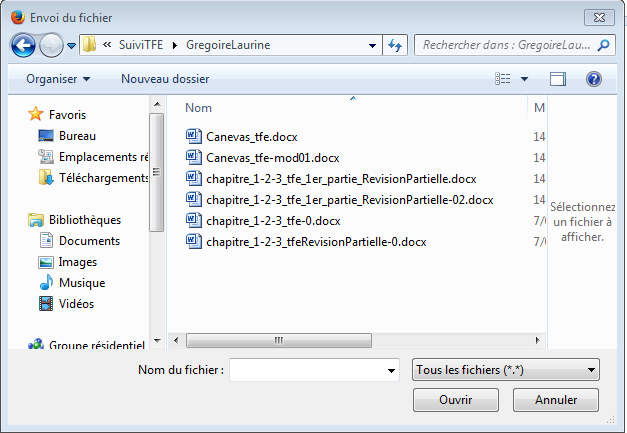 Envoi du fichier
« SuiviTFE GregoireLaurine
Rechercher dans : GregoireLau...
Organiser
Nouveau dossier
Favoris
Bureau
Emplacements ré
Téléchargements
Bibliothèques
Documents
Images
Musique
Vidéos
Groupe résidentiel
Nom M
Canevas_tfe.docx 14
Canevas_tfe-mod01.docx 14
chapitre_1-2-3_tfe_1er_partie_RevisionPartielle.docx 14
chapitre_1-2-3_tfe_1er_partie_RevisionPartielle-02.docx 14
chapitre_1-2-3_tfe-0.docx 7/
chapitre_1-2-3_tfeRevisionPartielle-0.docx 7/
Sélectionnez
un fichier à
afficher.
Nom du fichier :
Tous les fichiers (*.*)
Ouvrir
Annuler